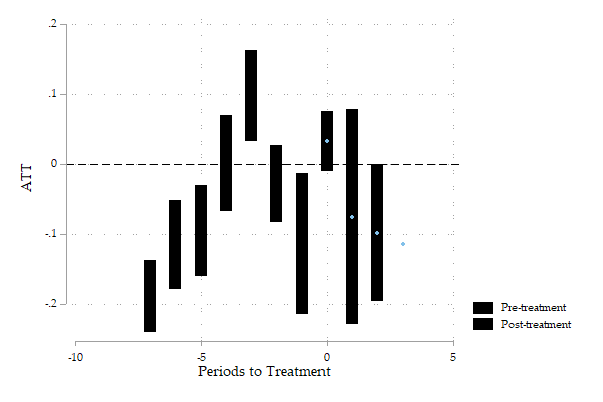 .2
.1
0
-.1
-.2
ATT
-10
-5
0
5
Periods to Treatment
Pre-treatment
Post-treatment